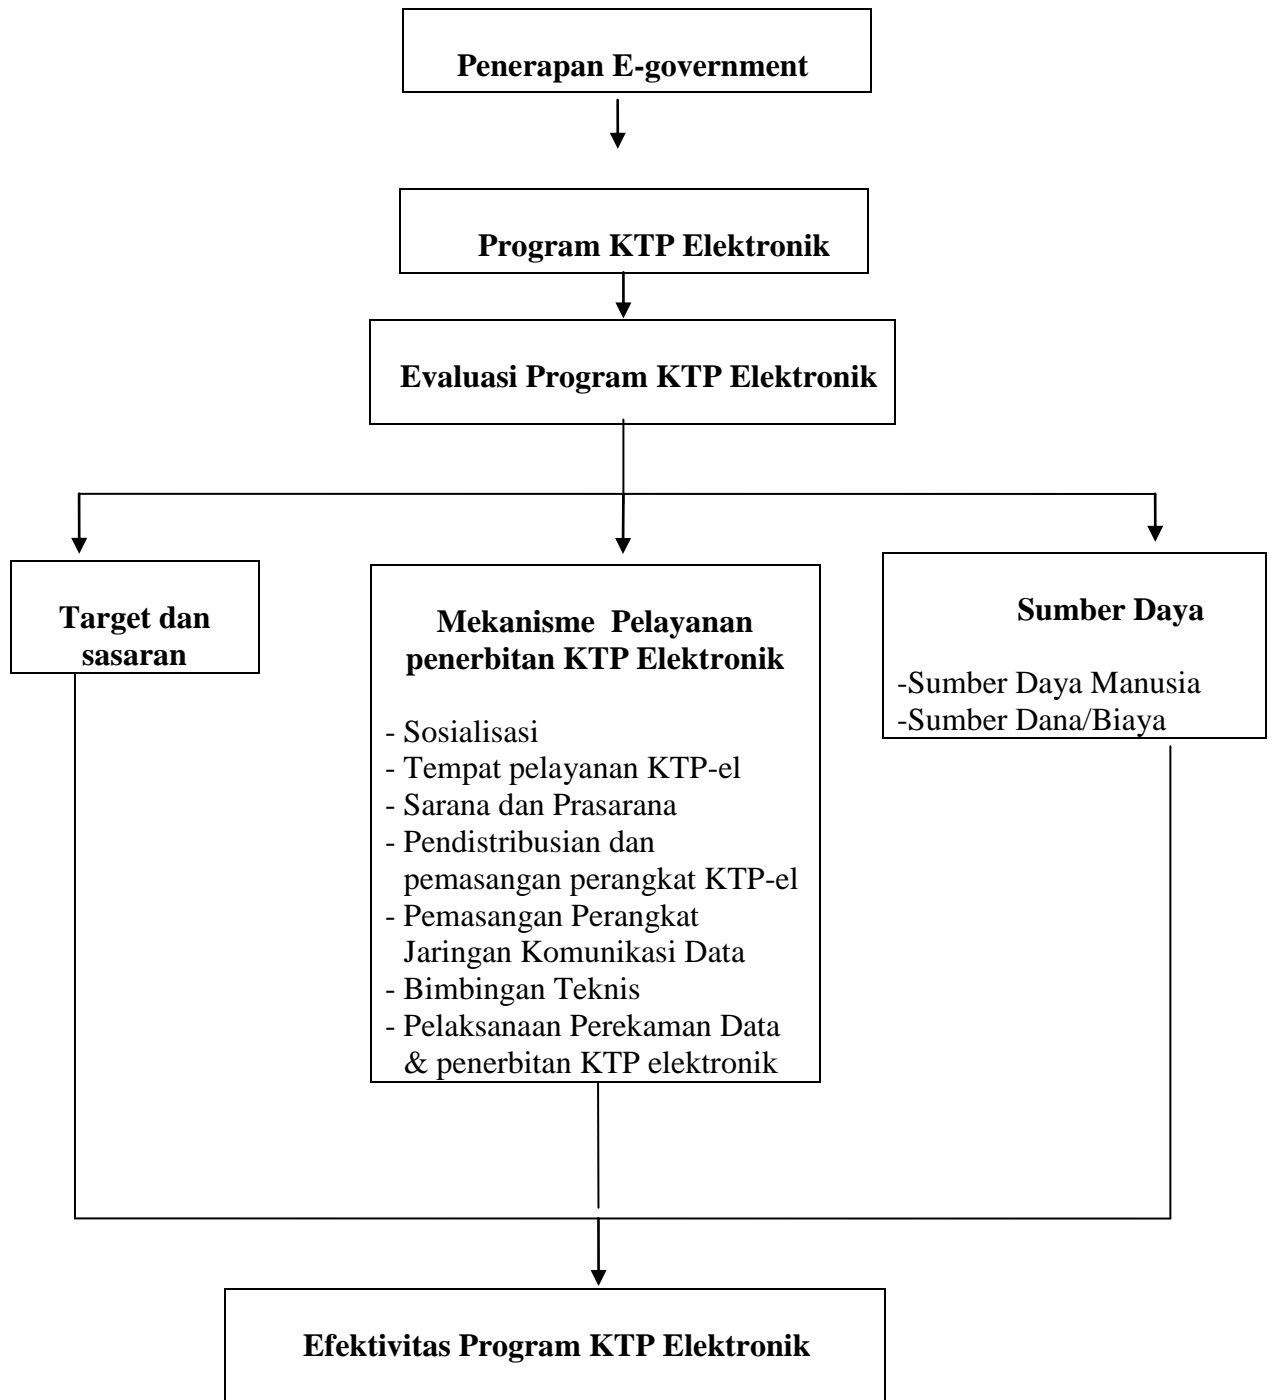 Penerapan E-government
Program KTP Elektronik
Evaluasi Program KTP Elektronik
Target dan
sasaran
Mekanisme Pelayanan
penerbitan KTP Elektronik
- Sosialisasi
- Tempat pelayanan KTP-el
- Sarana dan Prasarana
- Pendistribusian dan
pemasangan perangkat KTP-el
- Pemasangan Perangkat
Jaringan Komunikasi Data
- Bimbingan Teknis
- Pelaksanaan Perekaman Data
& penerbitan KTP elektronik
Sumber Daya
-Sumber Daya Manusia
-Sumber Dana/Biaya
Efektivitas Program KTP Elektronik